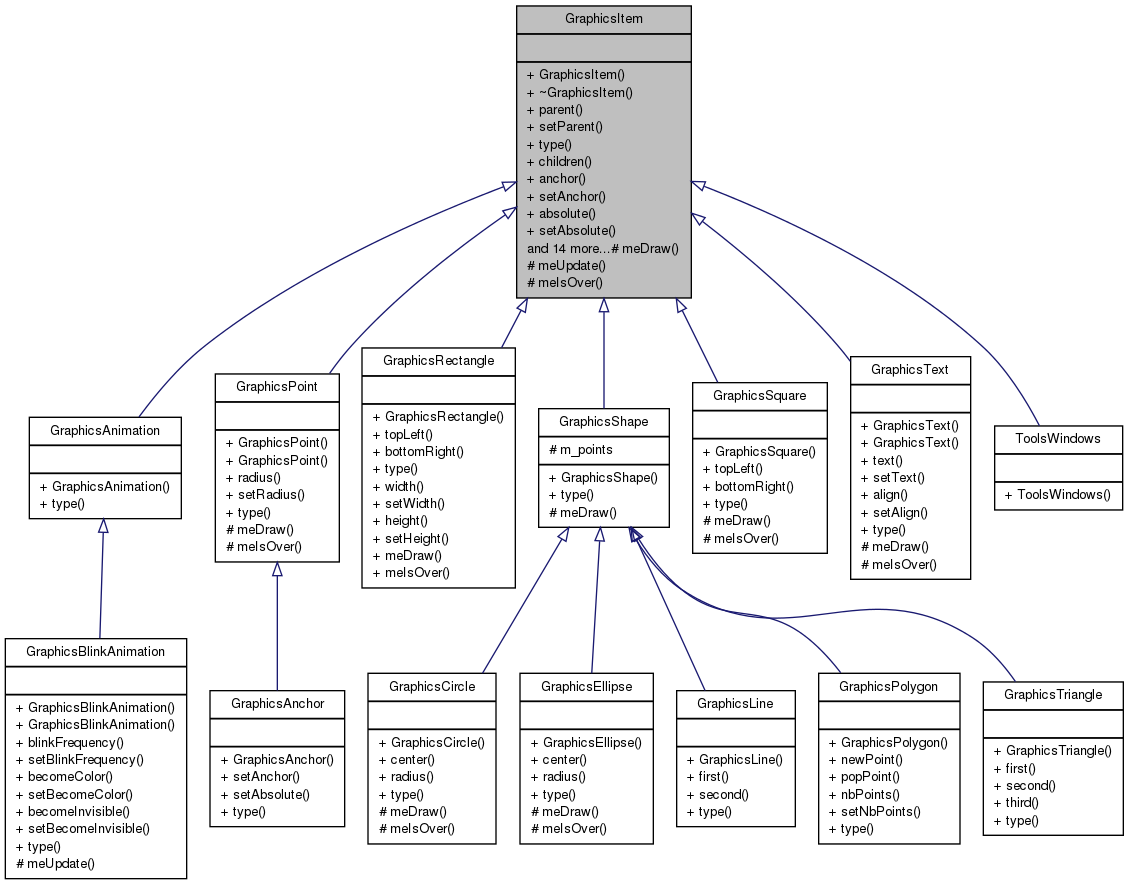 GraphicsItem
+ GraphicsItem()
+ ~GraphicsItem()
+ parent()
+ setParent()
+ type()
+ children()
+ anchor()
+ setAnchor()
+ absolute()
+ setAbsolute()
and 14 more...# meDraw()
# meUpdate()
# meIsOver()
GraphicsAnimation
+ GraphicsAnimation()
+ type()
GraphicsPoint
+ GraphicsPoint()
+ GraphicsPoint()
+ radius()
+ setRadius()
+ type()
# meDraw()
# meIsOver()
GraphicsRectangle
+ GraphicsRectangle()
+ topLeft()
+ bottomRight()
+ type()
+ width()
+ setWidth()
+ height()
+ setHeight()
+ meDraw()
+ meIsOver()
GraphicsShape
# m_points
+ GraphicsShape()
+ type()
# meDraw()
GraphicsSquare
+ GraphicsSquare()
+ topLeft()
+ bottomRight()
+ type()
# meDraw()
# meIsOver()
GraphicsText
+ GraphicsText()
+ GraphicsText()
+ text()
+ setText()
+ align()
+ setAlign()
+ type()
# meDraw()
# meIsOver()
ToolsWindows
+ ToolsWindows()
GraphicsBlinkAnimation
+ GraphicsBlinkAnimation()
+ GraphicsBlinkAnimation()
+ blinkFrequency()
+ setBlinkFrequency()
+ becomeColor()
+ setBecomeColor()
+ becomeInvisible()
+ setBecomeInvisible()
+ type()
# meUpdate()
GraphicsAnchor
+ GraphicsAnchor()
+ setAnchor()
+ setAbsolute()
+ type()
GraphicsCircle
+ GraphicsCircle()
+ center()
+ radius()
+ type()
# meDraw()
# meIsOver()
GraphicsEllipse
+ GraphicsEllipse()
+ center()
+ radius()
+ type()
# meDraw()
# meIsOver()
GraphicsLine
+ GraphicsLine()
+ first()
+ second()
+ type()
GraphicsPolygon
+ GraphicsPolygon()
+ newPoint()
+ popPoint()
+ nbPoints()
+ setNbPoints()
+ type()
GraphicsTriangle
+ GraphicsTriangle()
+ first()
+ second()
+ third()
+ type()